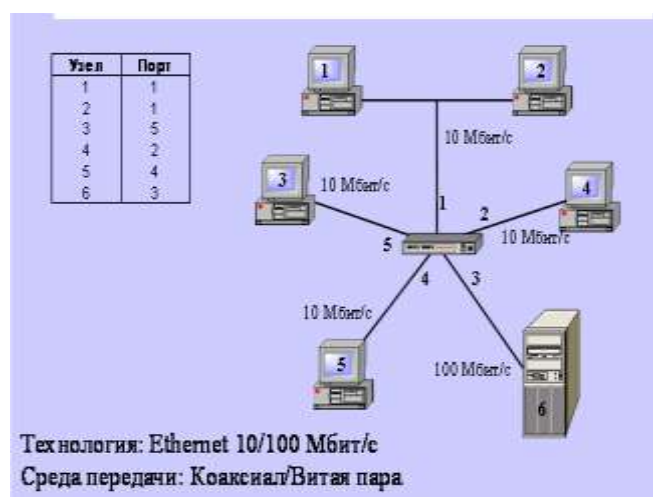 Узел Порт
1 1
2 1
3 5
4 2
5 4
6 3
1
2
10 Мбит/с
3
10 Мбит/с
4
1
2
10 Мбит/с
5
4
3
10 Мбит/с
5
100 Мбит/с
6
Технология: Ethernet 10/100 Мбит/с
Среда передачи: Коаксиал/Витая пара